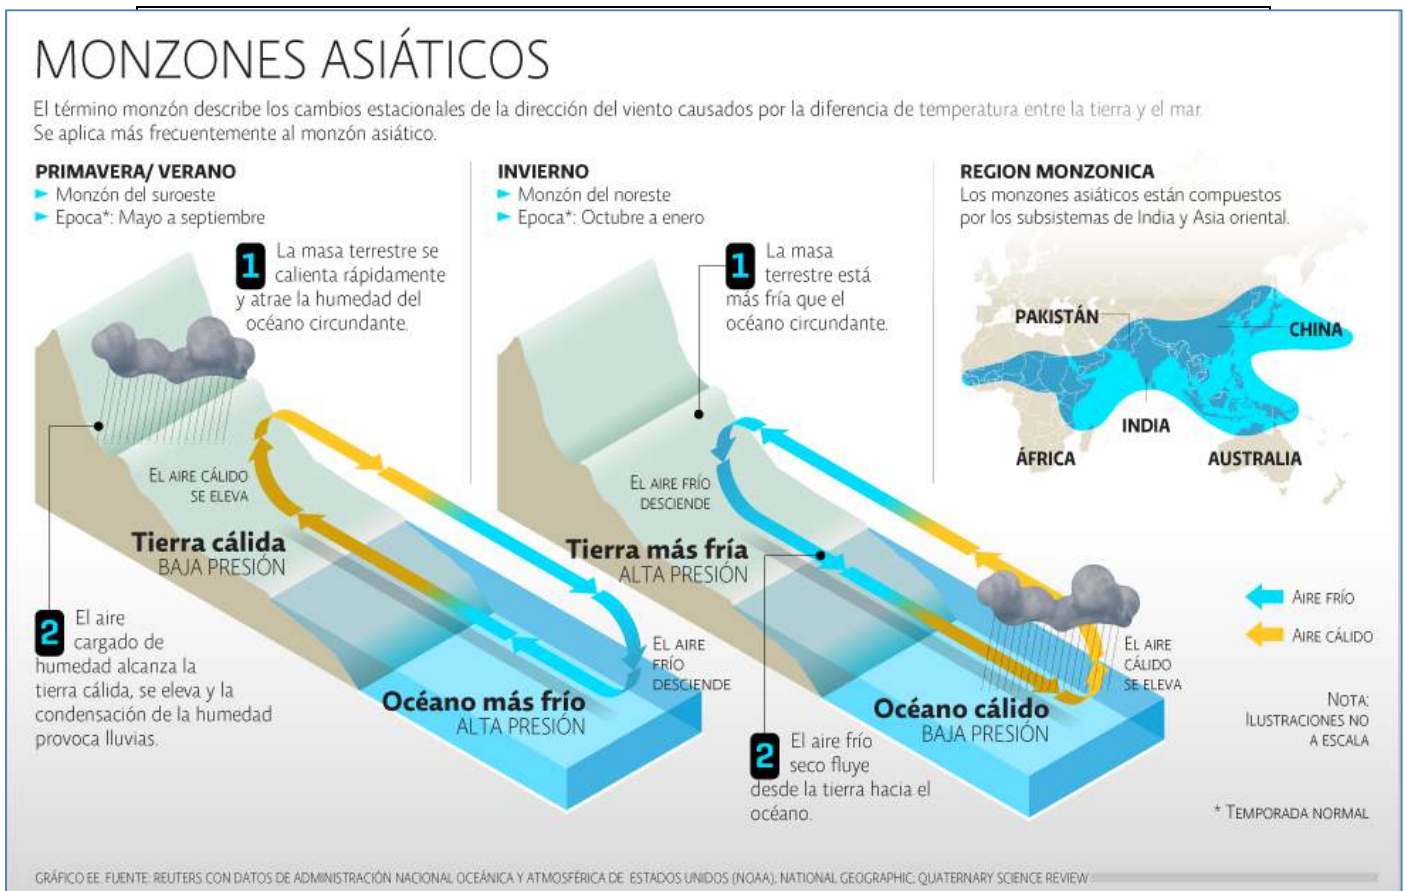 MONZONES ASIÁTICOS
El término monzón describe los cambios estacionales de la dirección del viento causados por la diferencia de temperatura entre la tierra y el mar.
Se aplica más frecuentemente al monzón asiático.
PRIMAVERA/ VERANO
Monzón del suroeste
Epoca*: Mayo a septiembre
1
La masa terrestre se
calienta rápidamente
y atrae la humedad del
océano circundante.
EL AIRE CÁLIDO
SE ELEVA
Tierra cálida
BAJA PRESIÓN
2
El aire
cargado de
humedad alcanza la
tierra cálida, se eleva y la
condensación de la humedad
provoca lluvias.
EL AIRE
FRÍO
DESCIENDE
Océano más frío
ALTA PRESIÓN
INVIERNO
Monzón del noreste
Epoca*: Octubre a enero
1
La masa
terrestre está
más fría que el
océano circundante.
EL AIRE FRÍO
DESCIENDE
Tierra más fría
ALTA PRESIÓN
EL AIRE
CÁLIDO
SE ELEVA
Océano cálido
BAJA PRESIÓN
2
El aire frío
seco fluye
desde la tierra hacia el
océano.
REGION MONZONICA
Los monzones asiáticos están compuestos
por los subsistemas de India y Asia oriental.
PAKISTÁN
CHINA
INDIA
ÁFRICA
AUSTRALIA
AIRE FRÍO
AIRE CÁLIDO
NOTA:
ILUSTRACIONES NO
A ESCALA
* TEMPORADA NORMAL
GRÁFICO EE. FUENTE: REUTERS CON DATOS DE ADMINISTRACIÓN NACIONAL OCEÁNICA Y ATMOSFÉRICA DE ESTADOS UNIDOS (NOAA), NATIONAL GEOGRAPHIC, QUATERNARY SCIENCE REVIEW